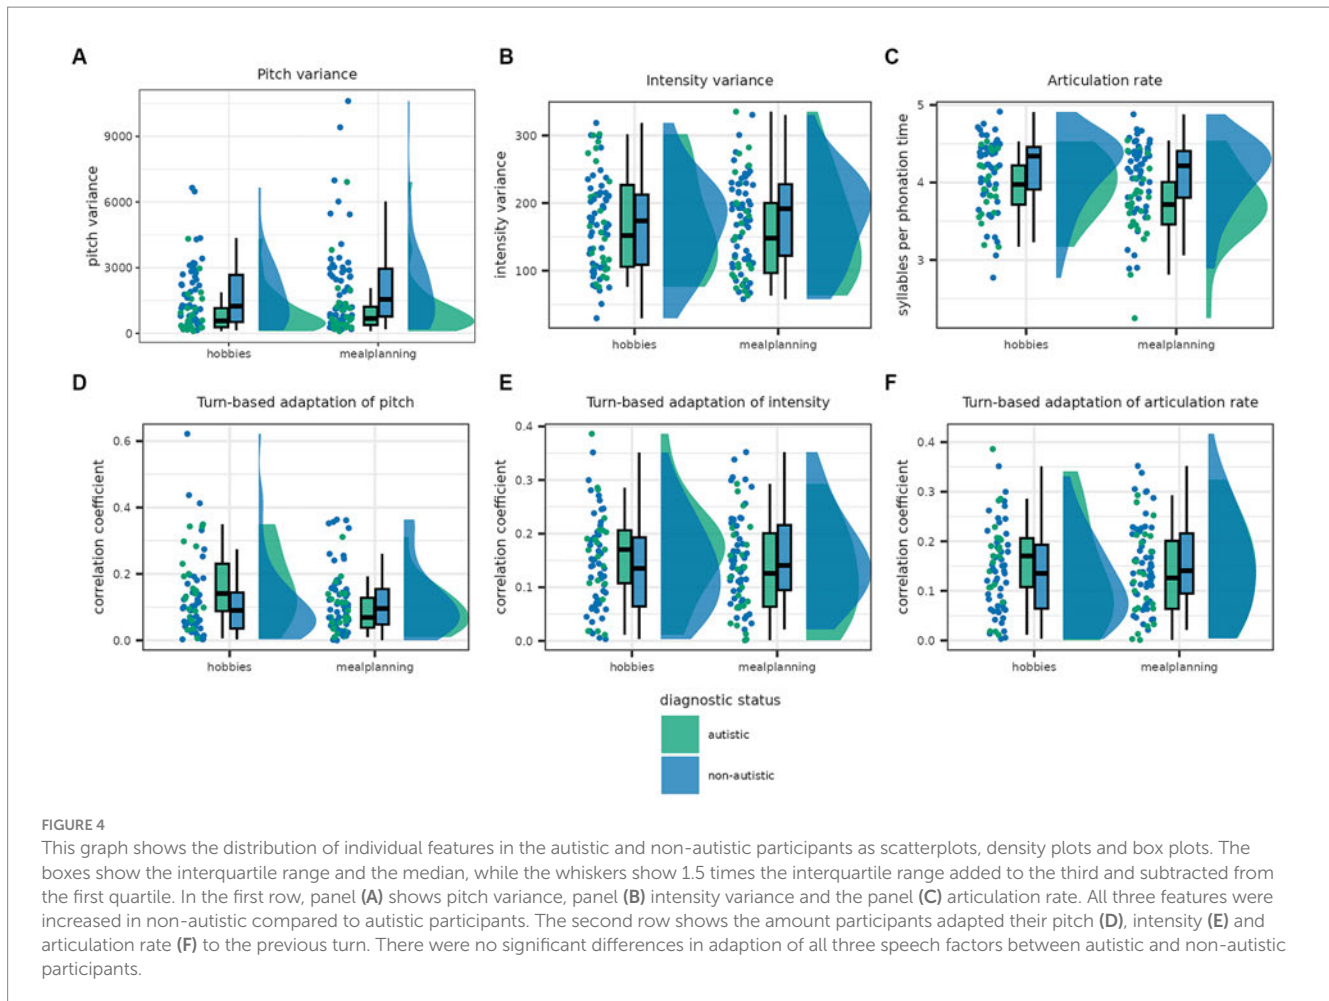 A
Pitch variance
pitch variance
9000
6000
3000
0
hobbies
mealplanning
B
Intensity variance
intensity variance
300
200
100
hobbies
mealplanning
C
Articulation rate
syllables per phonation time
5
4
3
hobbies
mealplanning
D
Turn-based adaptation of pitch
correlation coefficient
0.6
0.4
0.2
0.0
hobbies
mealplanning
E
Turn-based adaptation of intensity
correlation coefficient
0.4
0.3
0.2
0.1
0.0
hobbies
mealplanning
F
Turn-based adaptation of articulation rate
correlation coefficient
0.4
0.3
0.2
0.1
0.0
hobbies
mealplanning
diagnostic status
autistic
non-autistic
FIGURE 4
This graph shows the distribution of individual features in the autistic and non-autistic participants as scatterplots, density plots and box plots. The
boxes show the interquartile range and the median, while the whiskers show 1.5 times the interquartile range added to the third and subtracted from
the first quartile. In the first row, panel (A) shows pitch variance, panel (B) intensity variance and the panel (C) articulation rate. All three features were
increased in non-autistic compared to autistic participants. The second row shows the amount participants adapted their pitch (D), intensity (E) and
articulation rate (F) to the previous turn. There were no significant differences in adaption of all three speech factors between autistic and non-autistic
participants.